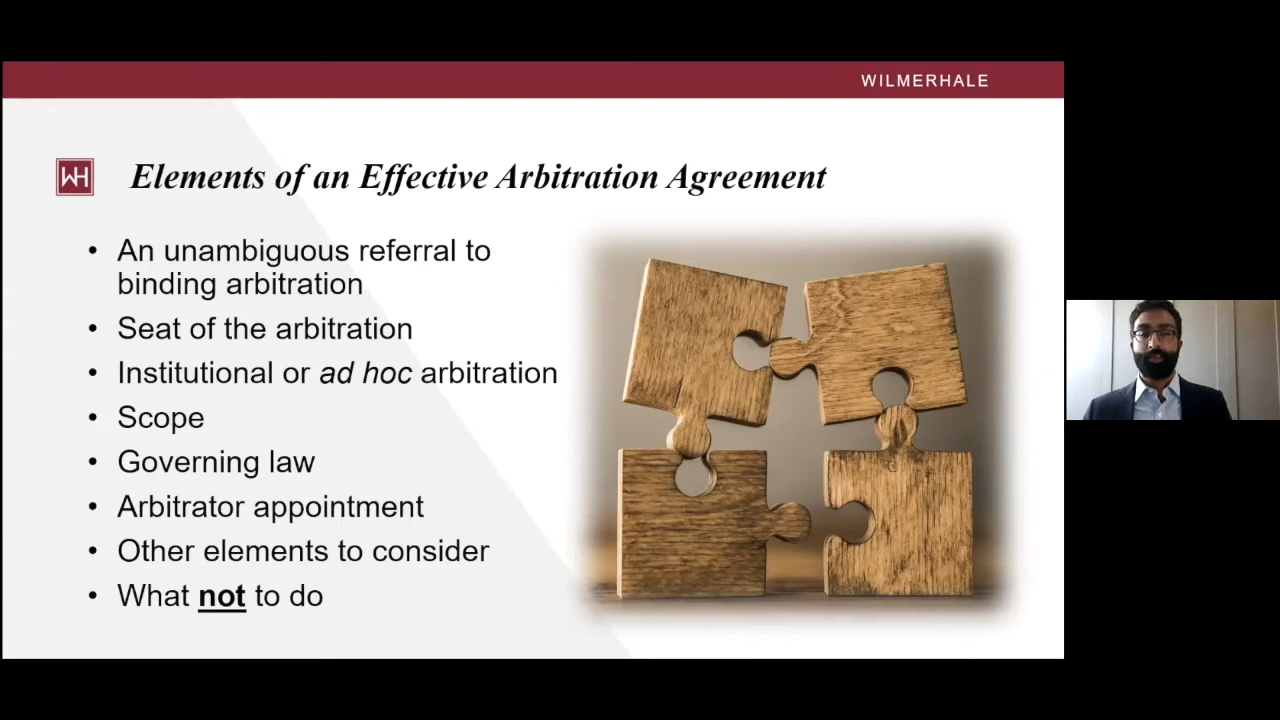 WILMERHALE
WH
Elements of an Effective Arbitration Agreement
• An unambiguous referral to
binding arbitration
• Seat of the arbitration
• Institutional or ad hoc arbitration
• Scope
• Governing law
• Arbitrator appointment
• Other elements to consider
• What not to do